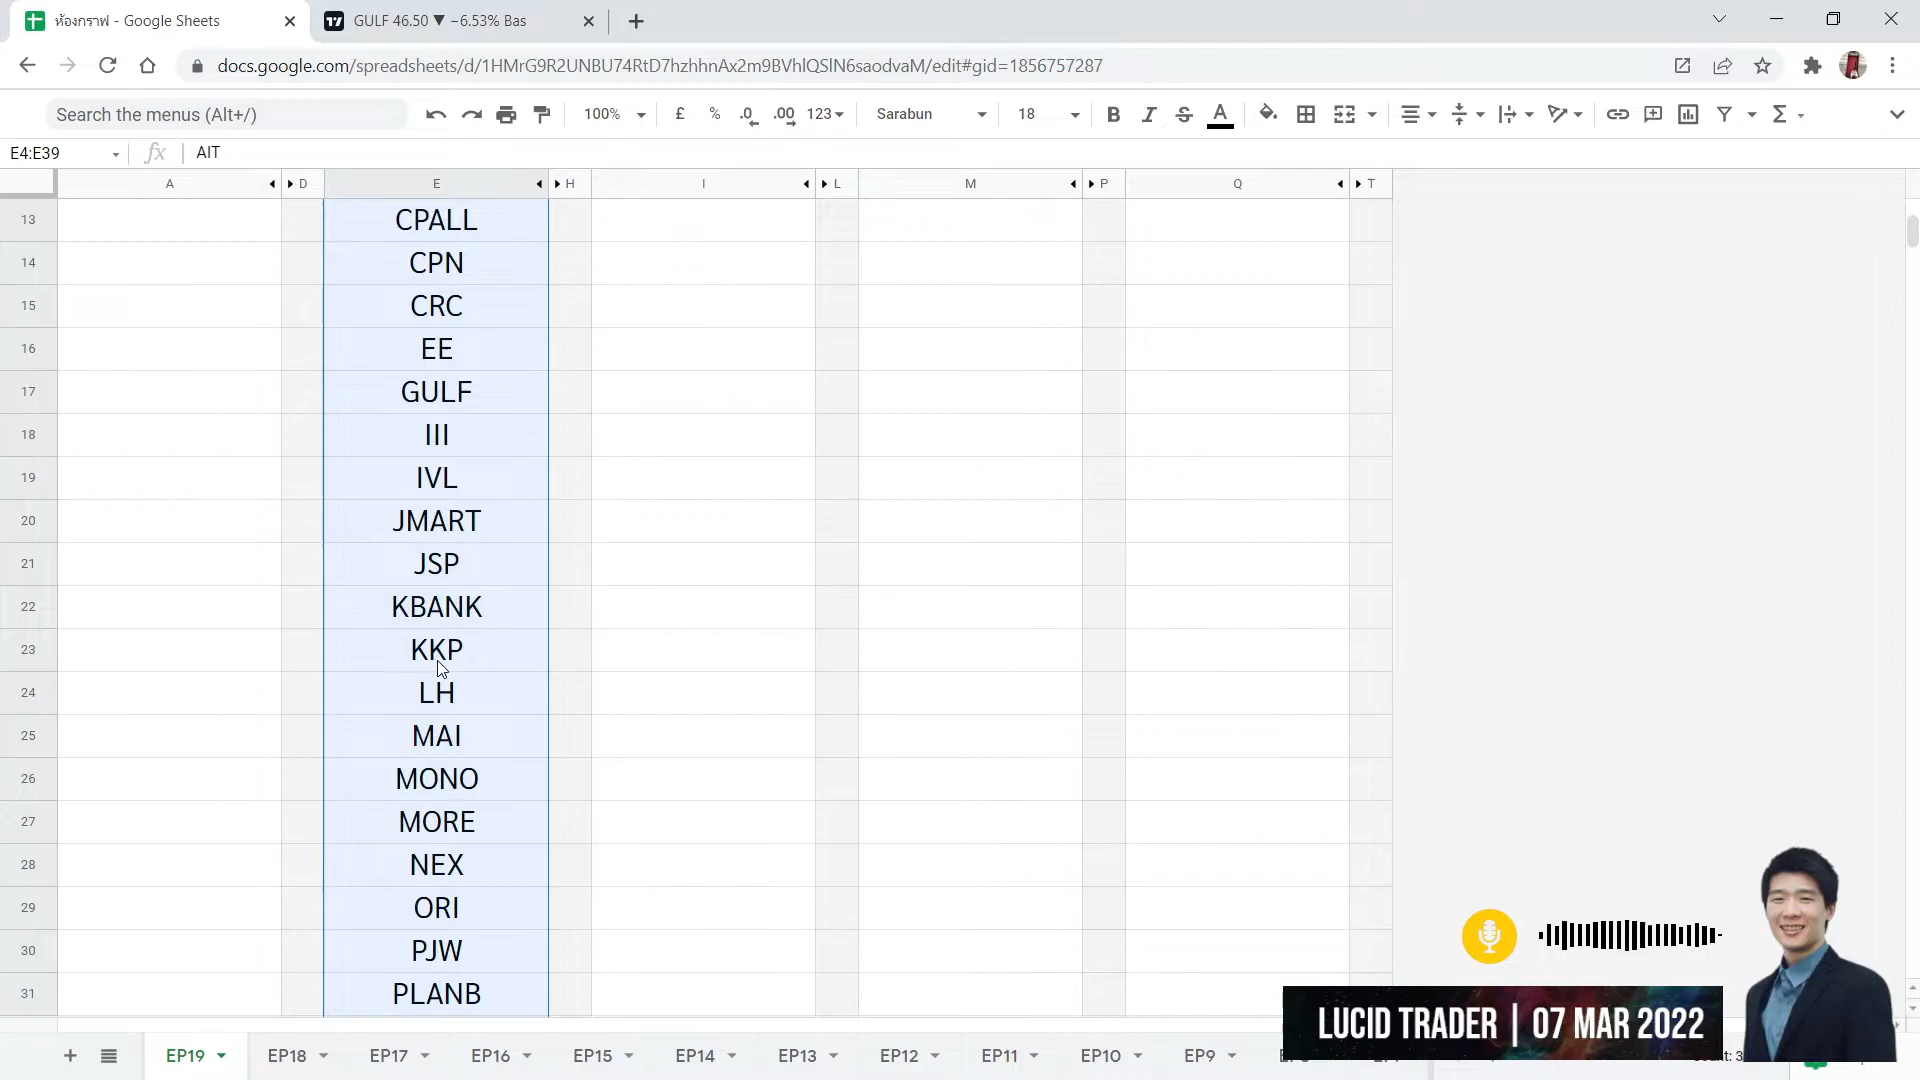 ห้องกราฟ - Google Sheets
GULF 46.50 ▼ −6.53% Bas
docs.google.com/spreadsheets/d/1HMrG9R2UNBU74RtD7hzhhnAx2m9BVhlQSlN6saodvaM/edit#gid=1856757287
Search the menus (Alt+/)
100%
£
%
.0
.00
123
Sarabun
18
B
I
S
A
E4:E39
fx
AIT
A D E H I L M P Q T
13 CPALL
14 CPN
15 CRC
16 EE
17 GULF
18 III
19 IVL
20 JMART
21 JSP
22 KBANK
23 KKP
24 LH
25 MAI
26 MONO
27 MORE
28 NEX
29 ORI
30 PJW
31 PLANB
LUCID TRADER | 07 MAR 2022
EP19 EP18 EP17 EP16 EP15 EP14 EP13 EP12 EP11 EP10 EP9